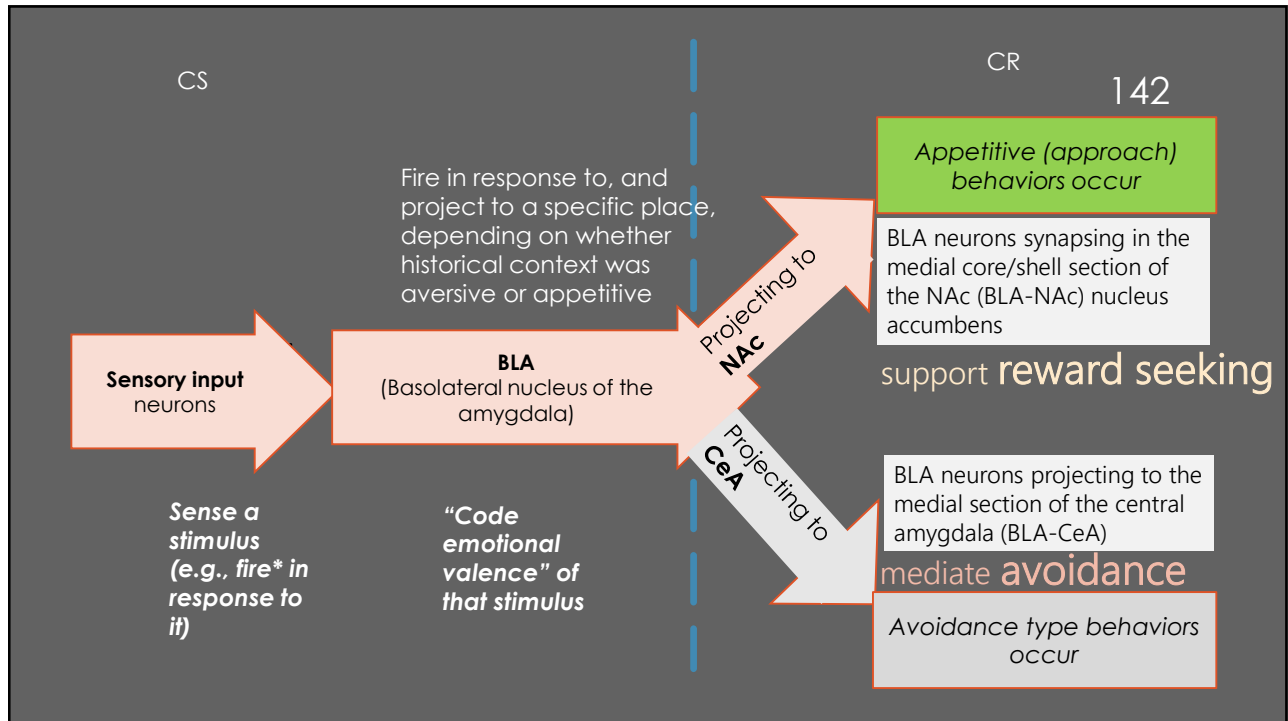 CS
CR
142
Fire in response to, and
project to a specific place,
depending on whether
historical context was
aversive or appetitive
Sensory input
neurons
BLA
(Basolateral nucleus of the
amygdala)
Sense a
stimulus
(e.g., fire* in
response to
it)
“Code
emotional
valence” of
that stimulus
Projecting to
NAc
Appetitive (approach)
behaviors occur
BLA neurons synapsing in the
medial core/shell section of
the NAc (BLA-NAc) nucleus
accumbens
support reward seeking
Projecting to
CeA
BLA neurons projecting to the
medial section of the central
amygdala (BLA-CeA)
mediate avoidance
Avoidance type behaviors
occur